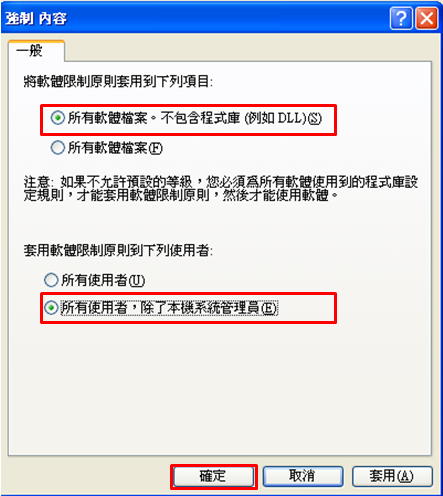 強制 內容
一般
將軟體限制原則套用到下列項目:
所有軟體檔案。不包含程式庫 (例如 DLL)(S)
所有軟體檔案(F)
注意: 如果不允許預設的等級，您必須為所有軟體使用到的程式庫設
定規則，才能套用軟體限制原則，然後才能使用軟體。
套用軟體限制原則到下列使用者:
所有使用者(U)
所有使用者，除了本機系統管理員(E)
確定 取消 套用(A)